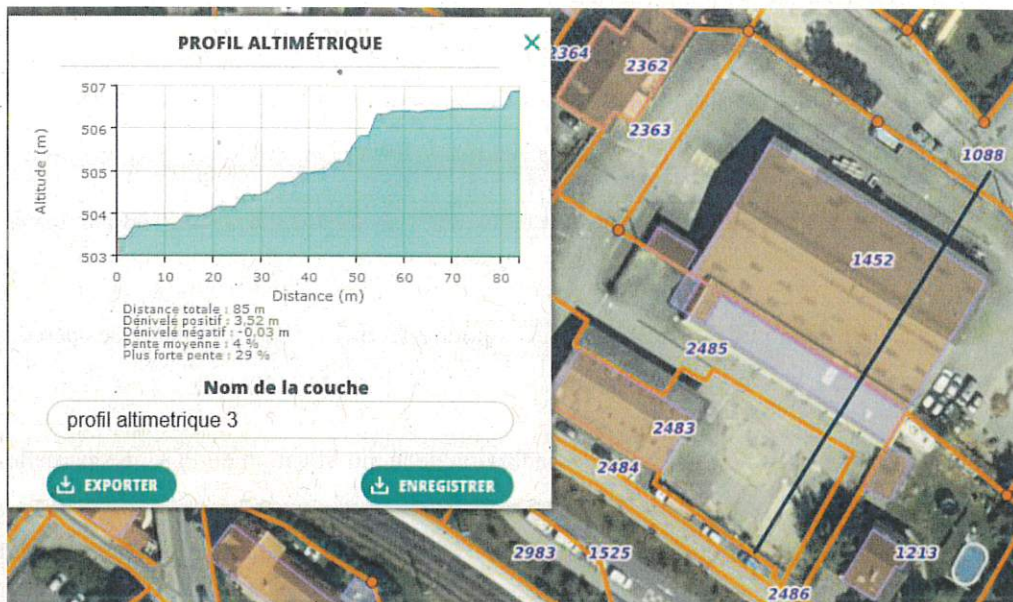 PROFIL ALTIMÉTRIQUE
507
506
505
504
503
Altitude (m)
0 10 20 30 40 50 60 70 80
Distance (m)
Distance totale : 85 m
Dénivelé positif : 3,52 m
Dénivelé négatif : -0,03 m
Pente moyenne : 4 %
Plus forte pente : 29 %
Nom de la couche
profil altimetrique 3
EXPORTER
ENREGISTRER
2364
2362
2363
1088
1452
2485
2483
2484
2983
1525
1213
2486